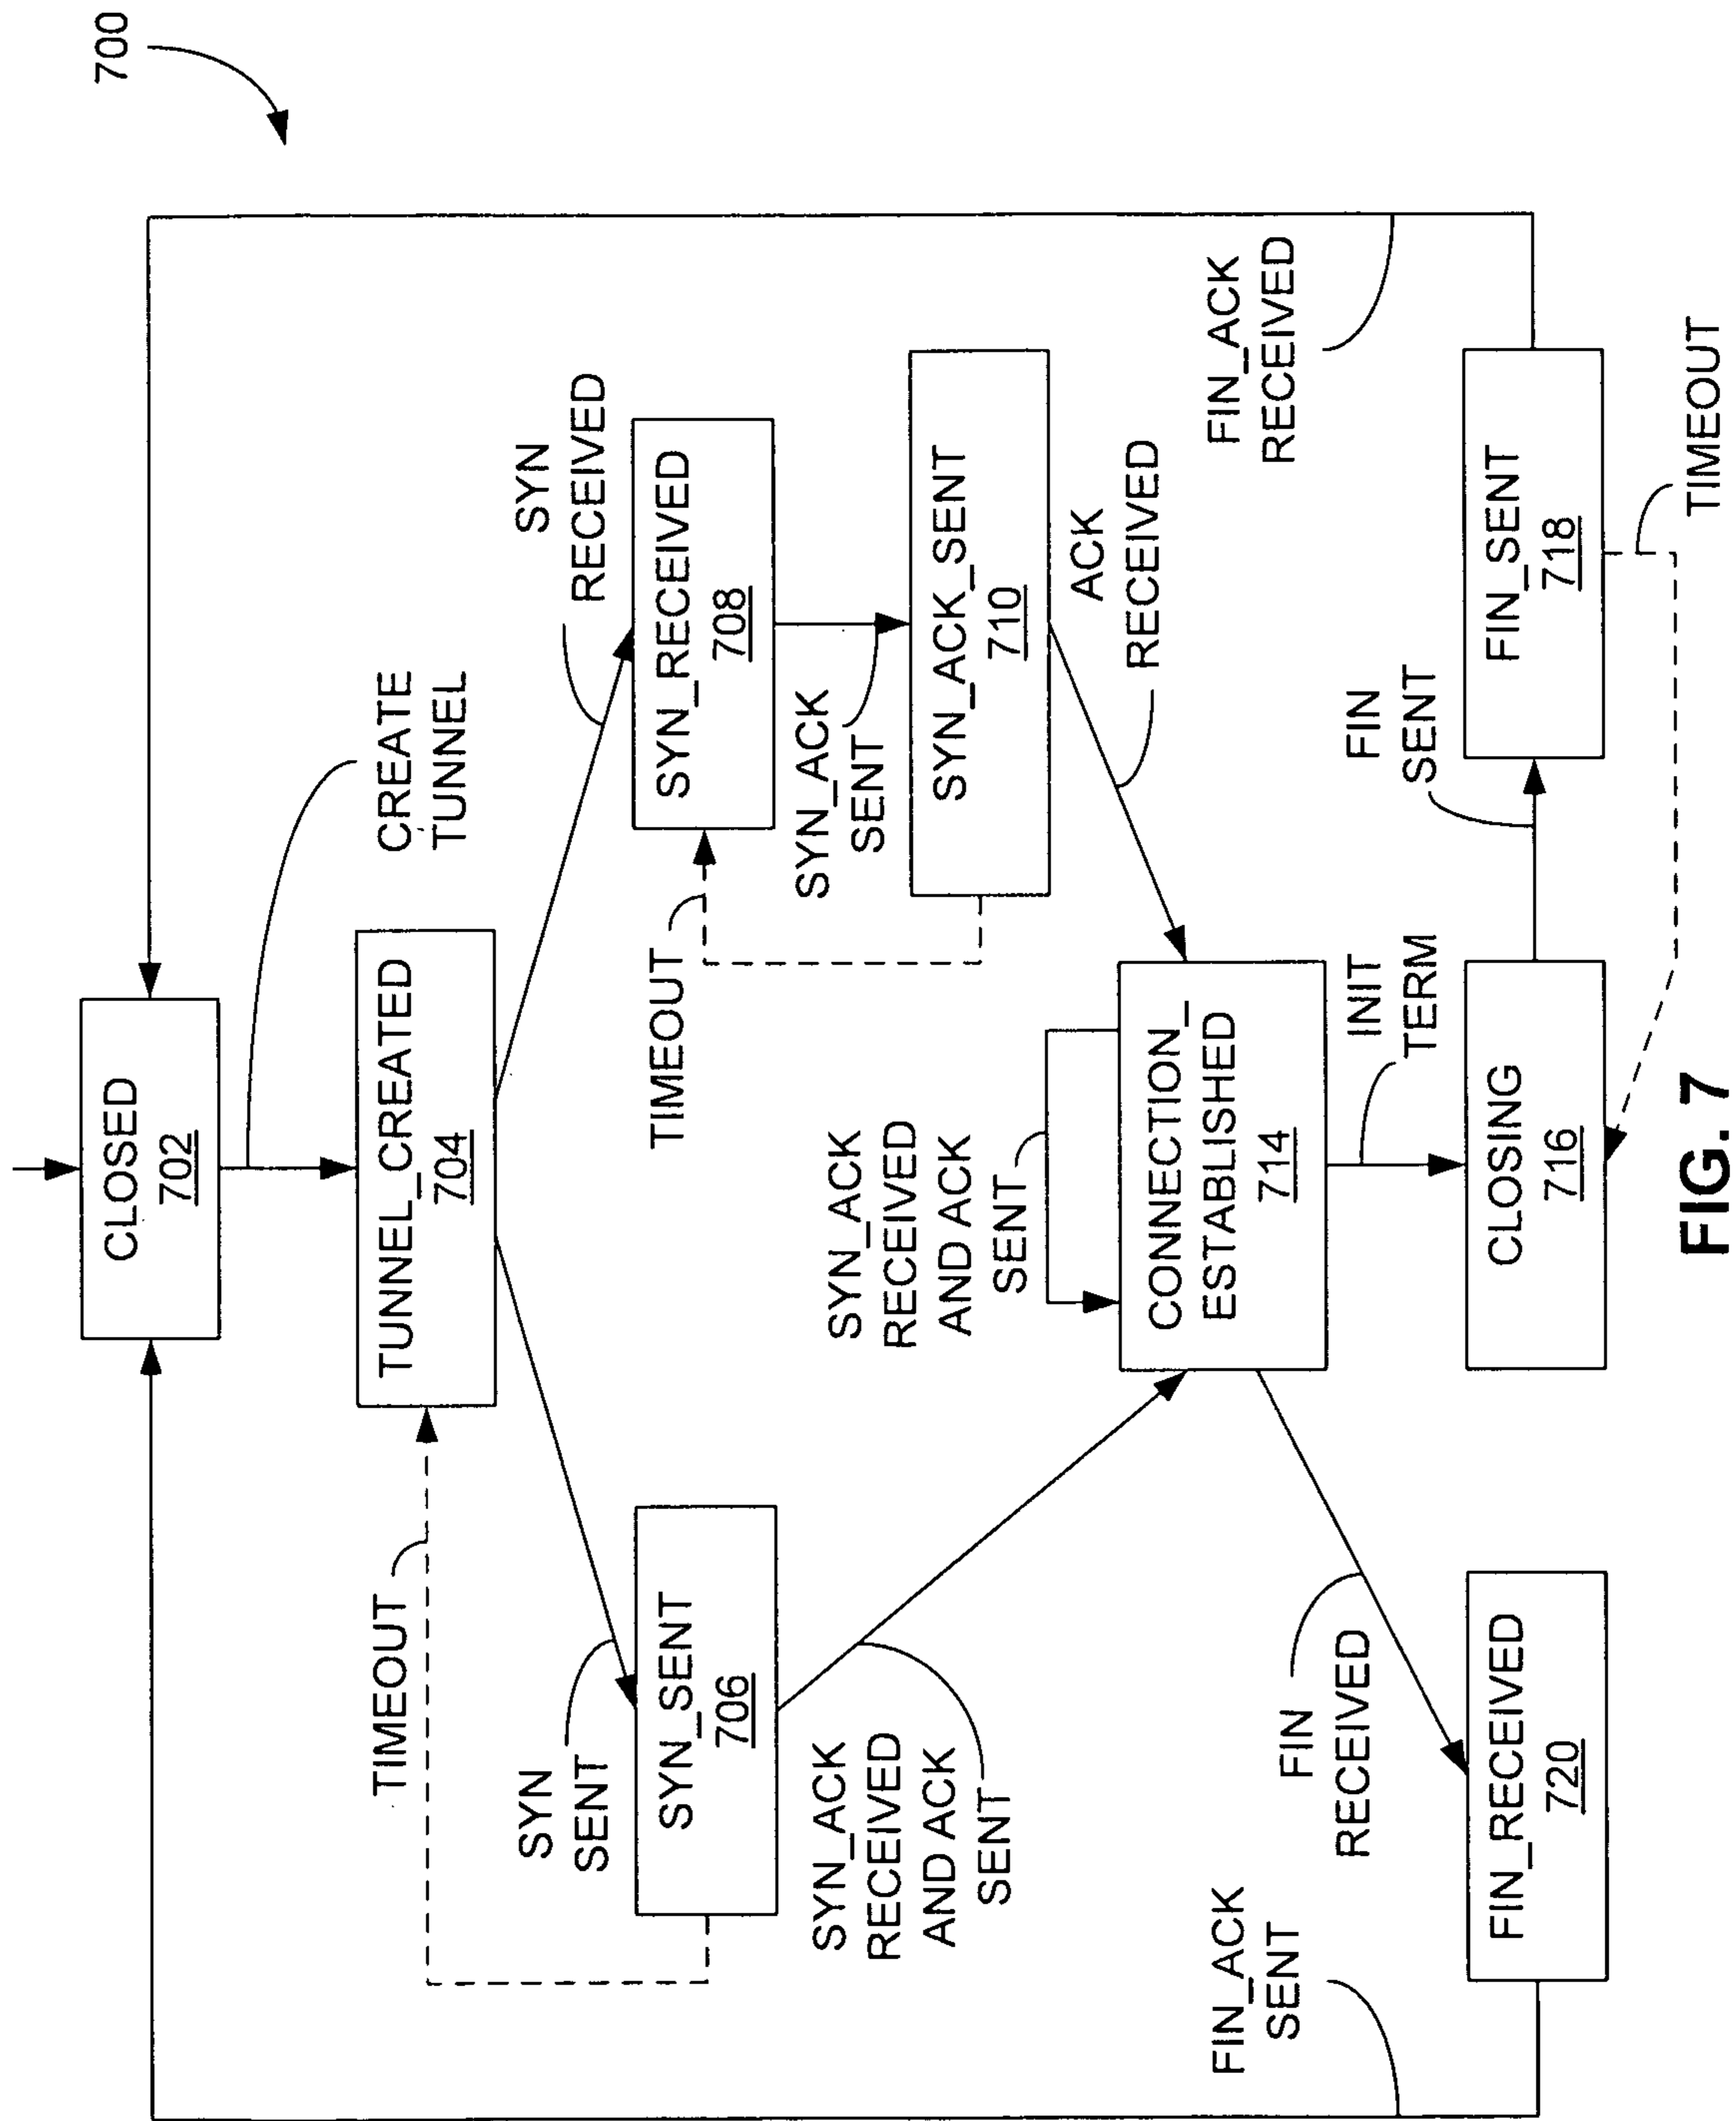 700
CLOSED
702
CREATE
TUNNEL
TUNNEL_CREATED
704
TIMEOUT
SYN
SENT
SYN
RECEIVED
SYN_SENT
706
SYN_RECEIVED
708
TIMEOUT
SYN_ACK
SENT
SYN_ACK
RECEIVED
AND ACK
SENT
SYN_ACK_SENT
710
SYN_ACK
RECEIVED
AND ACK
SENT
ACK
RECEIVED
CONNECTION_
ESTABLISHED
714
FIN_ACK
SENT
FIN
RECEIVED
INIT
TERM
FIN
SENT
FIN_ACK
RECEIVED
FIN_RECEIVED
720
CLOSING
716
FIN_SENT
718
TIMEOUT
FIG. 7